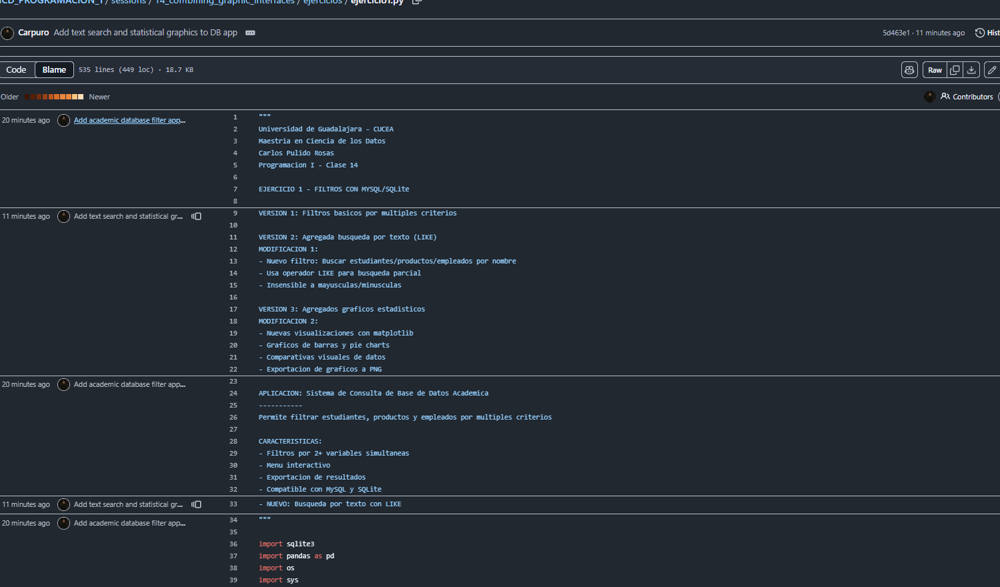 CD_PROGRAMACION_1 / sessions / 14_combining_graphic_interfaces / ejercicios / ejercicio1.py
Carpuro Add text search and statistical graphics to DB app
5d463e1 · 11 minutes ago
Hist
Code Blame 535 lines (449 loc) · 18.7 KB
Raw
Older Newer
Contributors
20 minutes ago Add academic database filter app...
1 """
2 Universidad de Guadalajara - CUCEA
3 Maestria en Ciencia de los Datos
4 Carlos Pulido Rosas
5 Programacion I - Clase 14
6
7 EJERCICIO 1 - FILTROS CON MYSQL/SQLite
8
11 minutes ago Add text search and statistical gr...
9 VERSION 1: Filtros basicos por multiples criterios
10
11 VERSION 2: Agregada busqueda por texto (LIKE)
12 MODIFICACION 1:
13 - Nuevo filtro: Buscar estudiantes/productos/empleados por nombre
14 - Usa operador LIKE para busqueda parcial
15 - Insensible a mayusculas/minusculas
16
17 VERSION 3: Agregados graficos estadisticos
18 MODIFICACION 2:
19 - Nuevas visualizaciones con matplotlib
20 - Graficos de barras y pie charts
21 - Comparativas visuales de datos
22 - Exportacion de graficos a PNG
20 minutes ago Add academic database filter app...
23
24 APLICACION: Sistema de Consulta de Base de Datos Academica
25 -----------
26 Permite filtrar estudiantes, productos y empleados por multiples criterios
27
28 CARACTERISTICAS:
29 - Filtros por 2+ variables simultaneas
30 - Menu interactivo
31 - Exportacion de resultados
32 - Compatible con MySQL y SQLite
11 minutes ago Add text search and statistical gr...
33 - NUEVO: Busqueda por texto con LIKE
20 minutes ago Add academic database filter app...
34 """
35
36 import sqlite3
37 import pandas as pd
38 import os
39 import sys